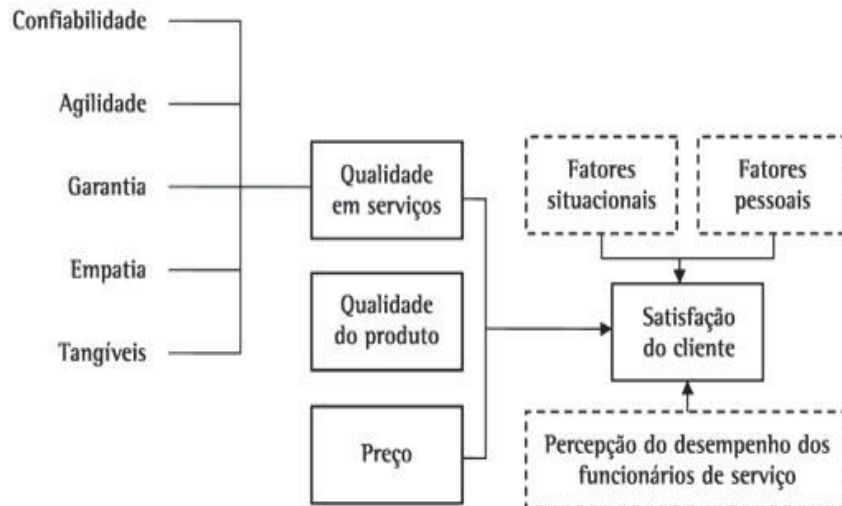 Confiabilidade
Agilidade
Garantia
Empatia
Tangíveis
Qualidade
em serviços
Qualidade
do produto
Preço
Fatores
situacionais
Fatores
pessoais
Satisfação
do cliente
Percepção do desempenho dos
funcionários de serviço